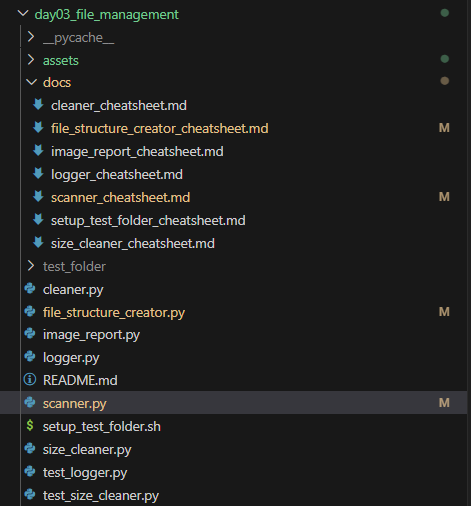 day03_file_management
__pycache__
assets
docs
cleaner_cheatsheet.md
file_structure_creator_cheatsheet.md M
image_report_cheatsheet.md
logger_cheatsheet.md
scanner_cheatsheet.md M
setup_test_folder_cheatsheet.md
size_cleaner_cheatsheet.md
test_folder
cleaner.py
file_structure_creator.py M
image_report.py
logger.py
README.md
scanner.py M
$ setup_test_folder.sh
size_cleaner.py
test_logger.py
test_size_cleaner.py